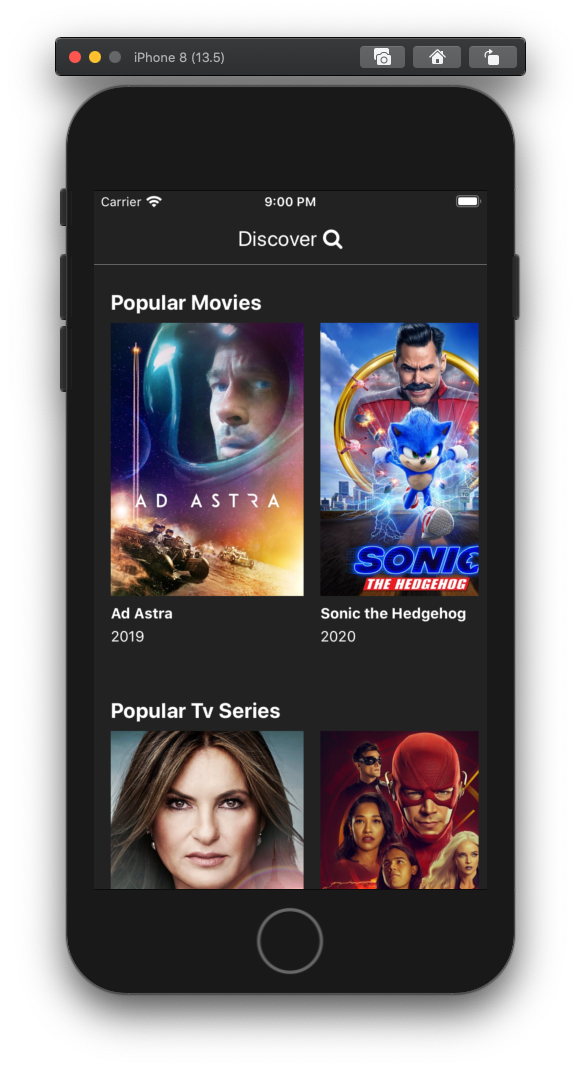 iPhone 8 (13.5)
Carrier 9:00 PM
Discover
Popular Movies
AD ASTRA
SONIC
THE HEDGEHOG
Ad Astra Sonic the Hedgehog
2019 2020
Popular Tv Series